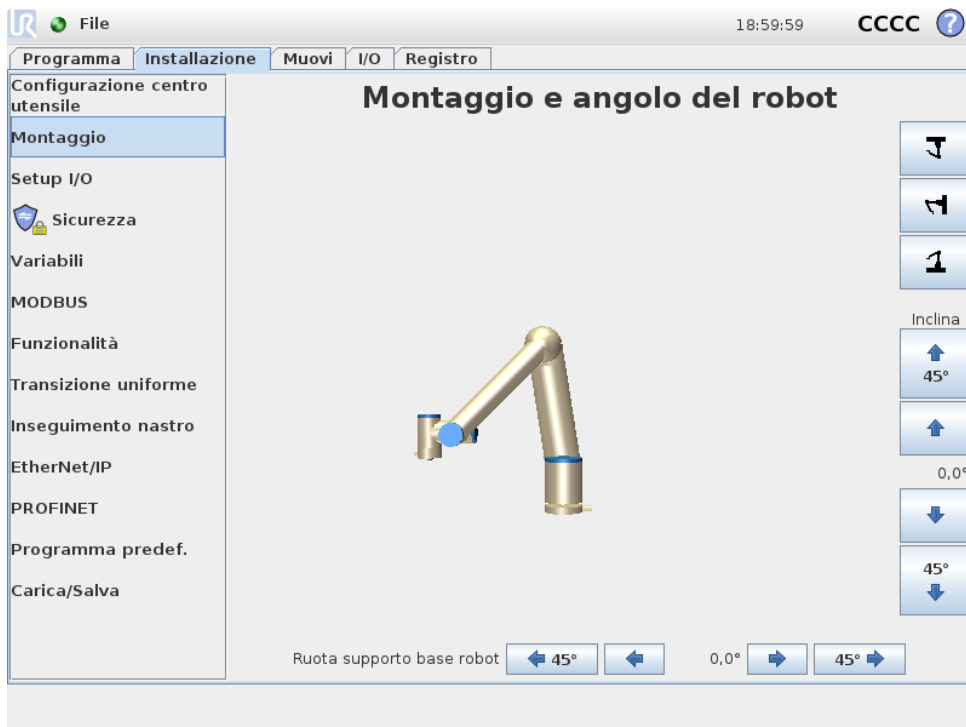 UR File 18:59:59 CCCC ?
Programma Installazione Muovi I/O Registro
Configurazione centro
utensile
Montaggio
Setup I/O
Sicurezza
Variabili
MODBUS
Funzionalità
Transizione uniforme
Inseguimento nastro
EtherNet/IP
PROFINET
Programma predef.
Carica/Salva
Montaggio e angolo del robot
Inclina
45°
0,0°
45°
Ruota supporto base robot 45° 0,0° 45°